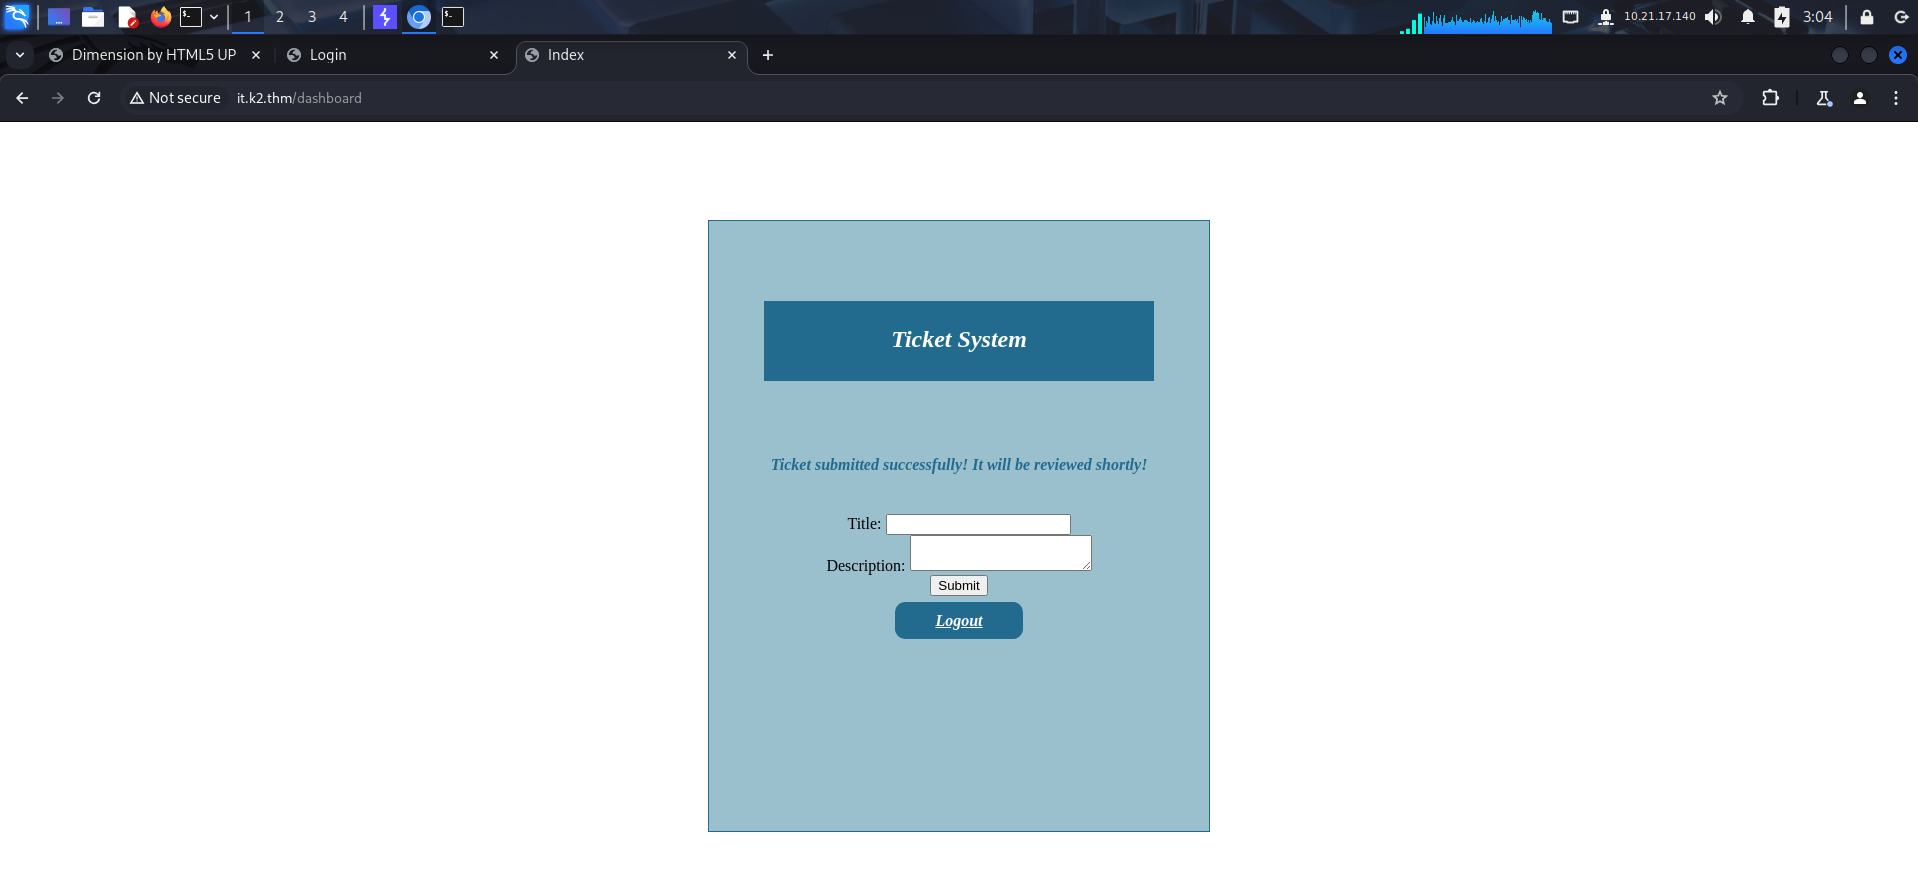 1 2 3 4 10.21.17.140 3:04
Dimension by HTML5 UP Login Index
Not secure it.k2.thm/dashboard
Ticket System
Ticket submitted successfully! It will be reviewed shortly!
Title:
Description:
Submit
Logout